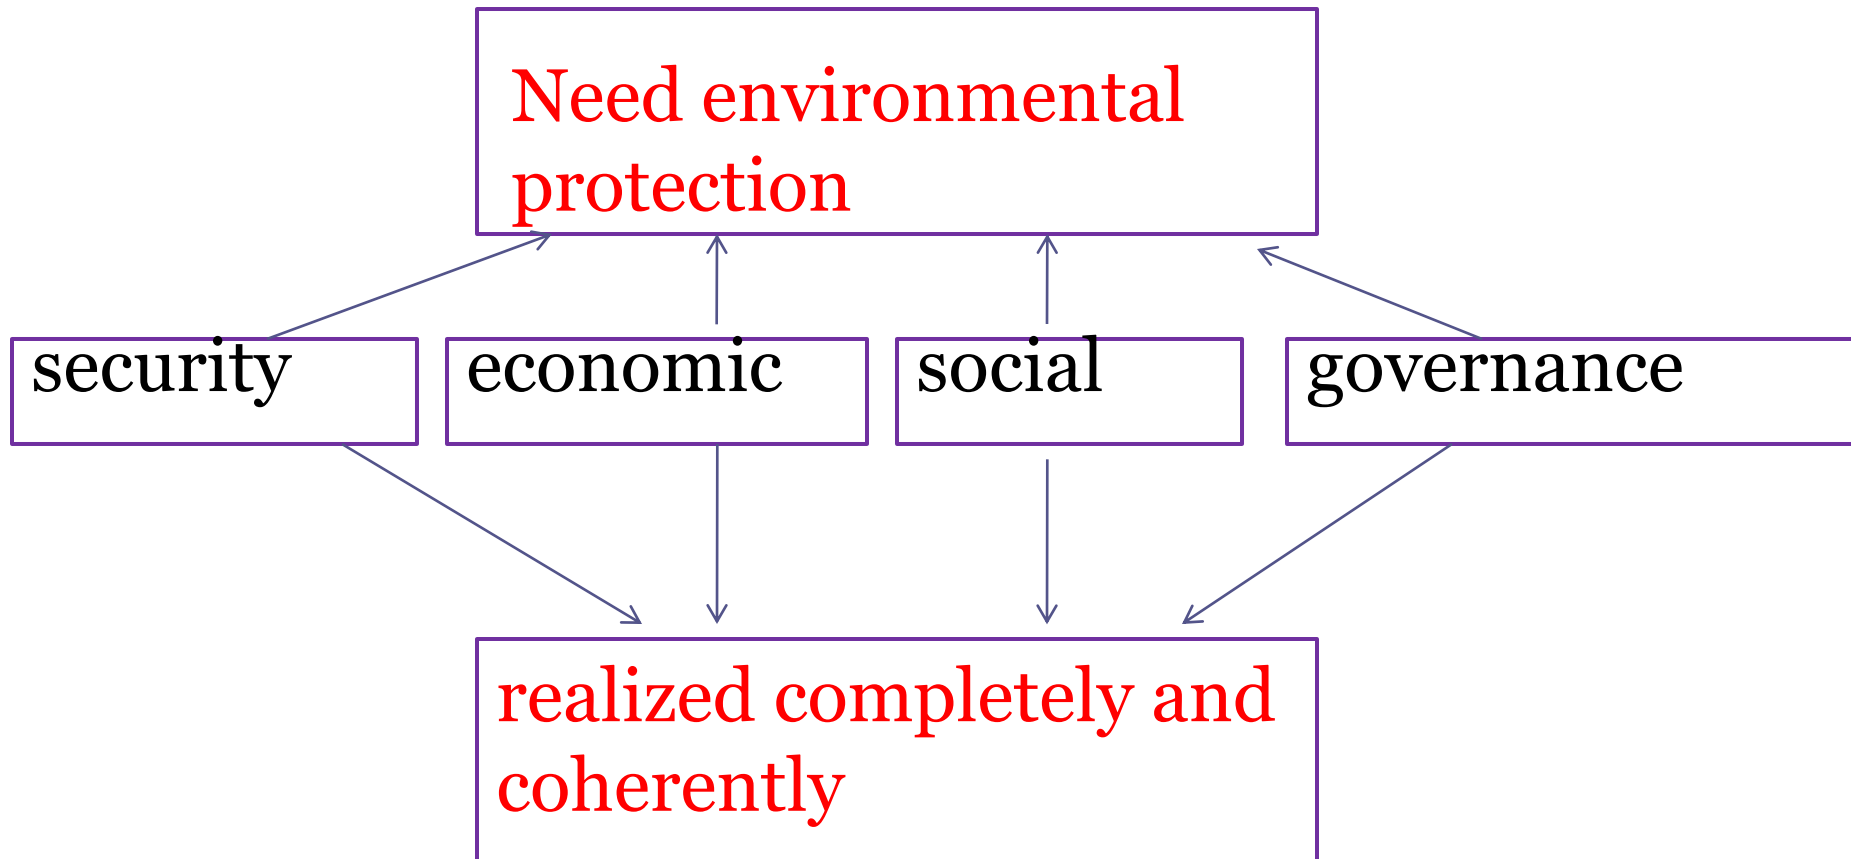 Need environmental
protection
security economic social governance
realized completely and
coherently